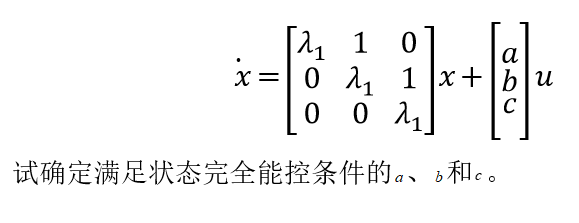 ẋ = [λ₁ 1 0; 0 λ₁ 1; 0 0 λ₁] x + [a; b; c] u
试确定满足状态完全能控条件的a、b和c。